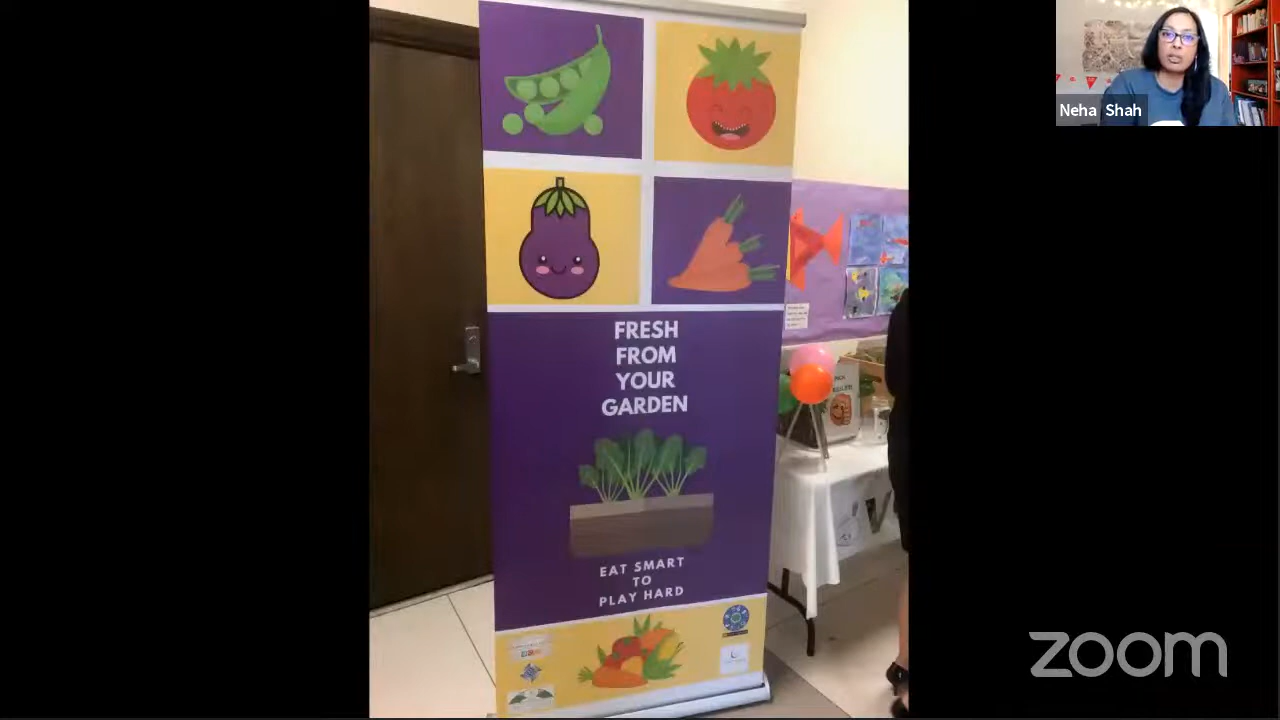 Neha Shah
FRESH
FROM
YOUR
GARDEN
EAT SMART
TO
PLAY HARD
zoom